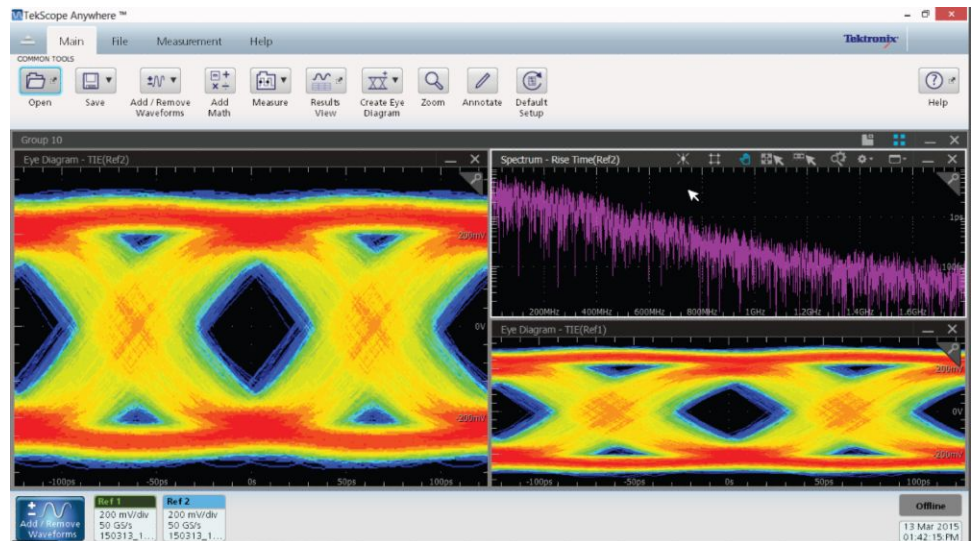 TekScope Anywhere ™
Main File Measurement Help
Tektronix
COMMON TOOLS
Open Save Add / Remove Waveforms Add Math Measure Results View Create Eye Diagram Zoom Annotate Default Setup Help
Group 10
Eye Diagram - TIE(Ref2)
200mV
0V
-200mV
-100ps -50ps 0s 50ps 100ps
Spectrum - Rise Time(Ref2)
1ps
200MHz 400MHz 600MHz 800MHz 1GHz 1.2GHz 1.4GHz 1.6GHz
Eye Diagram - TIE(Ref1)
200mV
0V
-200mV
-100ps -50ps 0s 50ps 100ps
Add / Remove Waveforms
Ref 1
200 mV/div
50 GS/s
150313_1...
Ref 2
200 mV/div
50 GS/s
150313_1...
Offline
13 Mar 2015
01:42:15 PM